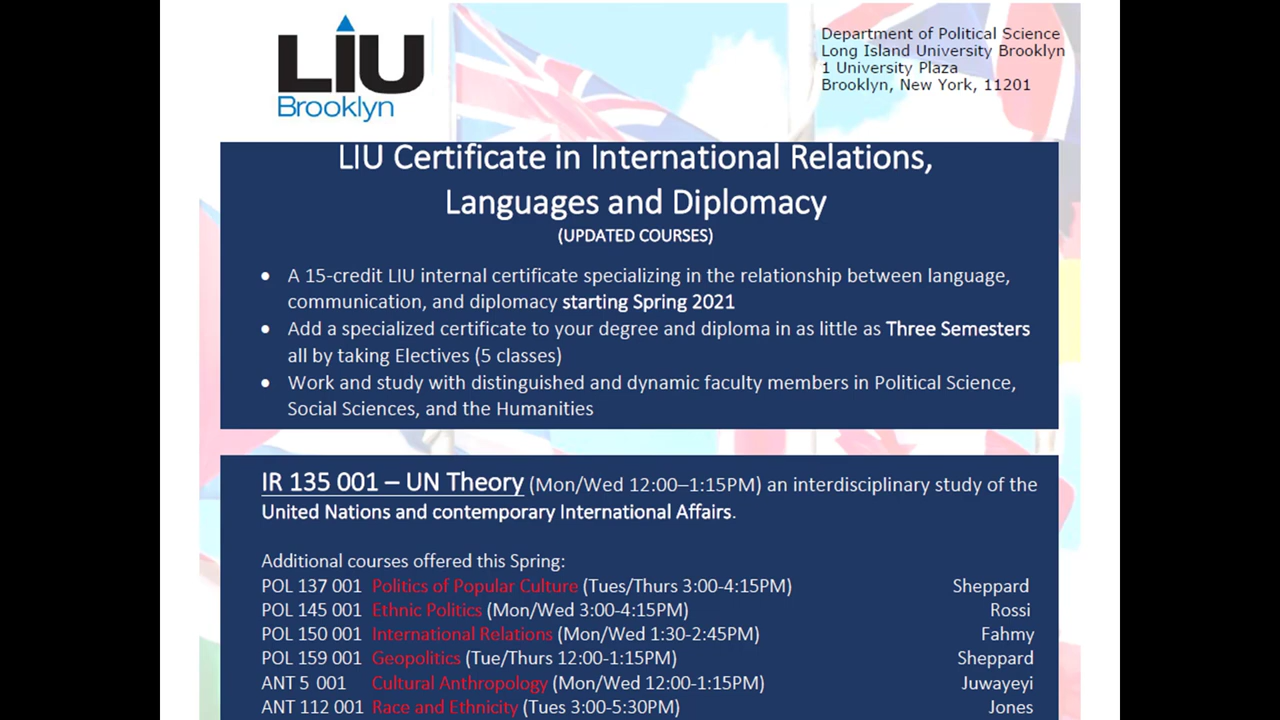 LIU
Brooklyn
Department of Political Science
Long Island University Brooklyn
1 University Plaza
Brooklyn, New York, 11201
LIU Certificate in International Relations,
Languages and Diplomacy
(UPDATED COURSES)
• A 15-credit LIU internal certificate specializing in the relationship between language,
communication, and diplomacy starting Spring 2021
• Add a specialized certificate to your degree and diploma in as little as Three Semesters
all by taking Electives (5 classes)
• Work and study with distinguished and dynamic faculty members in Political Science,
Social Sciences, and the Humanities
IR 135 001 – UN Theory (Mon/Wed 12:00–1:15PM) an interdisciplinary study of the
United Nations and contemporary International Affairs.
Additional courses offered this Spring:
POL 137 001 Politics of Popular Culture (Tues/Thurs 3:00-4:15PM) Sheppard
POL 145 001 Ethnic Politics (Mon/Wed 3:00-4:15PM) Rossi
POL 150 001 International Relations (Mon/Wed 1:30-2:45PM) Fahmy
POL 159 001 Geopolitics (Tue/Thurs 12:00-1:15PM) Sheppard
ANT 5 001 Cultural Anthropology (Mon/Wed 12:00-1:15PM) Juwayeyi
ANT 112 001 Race and Ethnicity (Tues 3:00-5:30PM) Jones